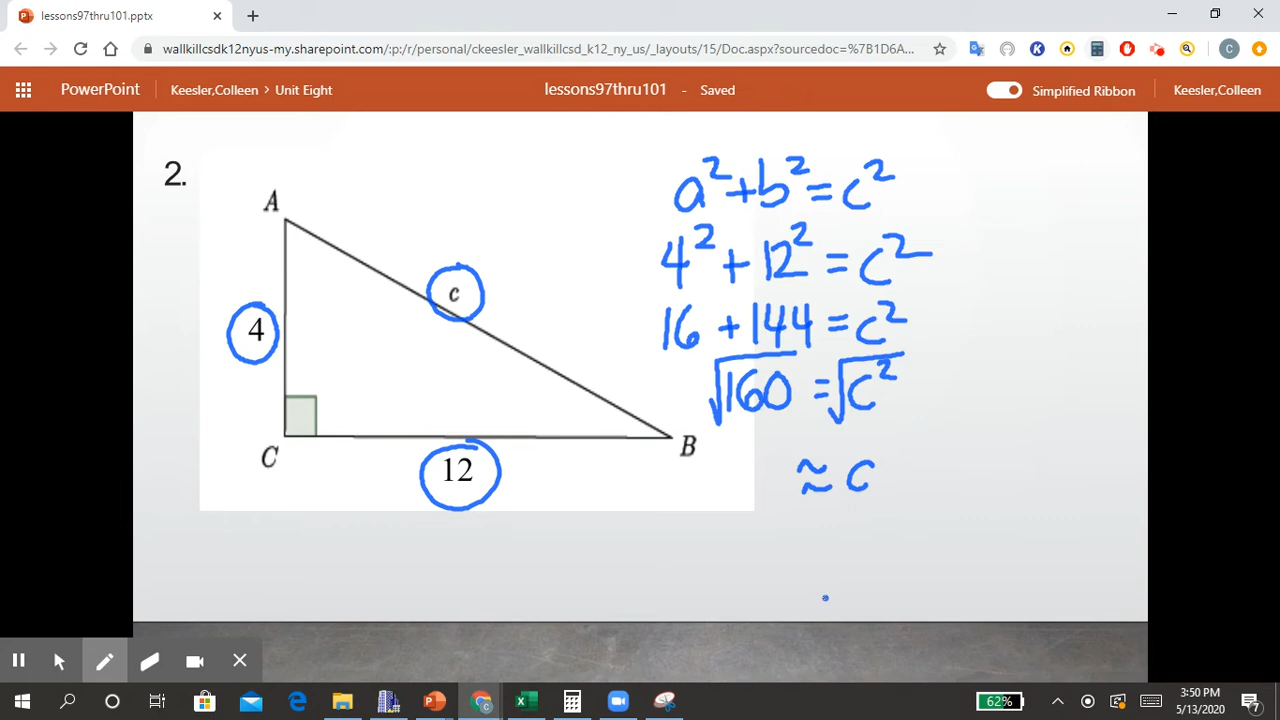 lessons97thru101.pptx
wallkillcsdk12nyus-my.sharepoint.com/:p:/r/personal/ckeesler_wallkillcsd_k12_ny_us/_layouts/15/Doc.aspx?sourcedoc=%7B1D6A...
K
C
PowerPoint Keesler,Colleen > Unit Eight lessons97thru101 - Saved Simplified Ribbon Keesler,Colleen
2.
A
c
4
C
B
12
a²+b²=c²
4²+12²=c²
16+144=c²
√160=√c²
≈c
62%
3:50 PM
5/13/2020
7